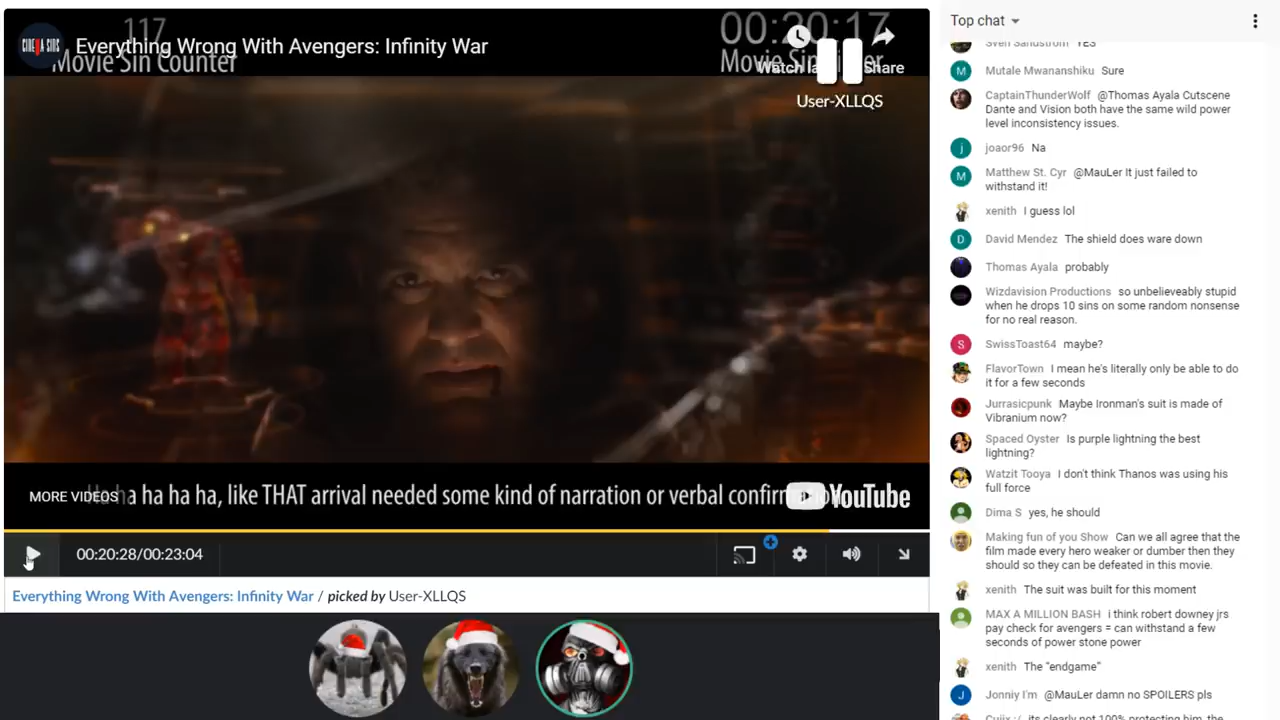 CINEMA SINS
117
Everything Wrong With Avengers: Infinity War
Movie Sin Counter
00:20:17
Watch la
Share
User-XLLQS
MORE VIDEOS
ha ha ha ha, like THAT arrival needed some kind of narration or verbal
YouTube
00:20:28/00:23:04
Everything Wrong With Avengers: Infinity War / picked by User-XLLQS
Top chat
Sven Sandstrom YES
Mutale Mwananshiku Sure
CaptainThunderWolf @Thomas Ayala Cutscene
Dante and Vision both have the same wild power
level inconsistency issues.
joaor96 Na
Matthew St. Cyr @MauLer It just failed to
withstand it!
xenith I guess lol
David Mendez The shield does ware down
Thomas Ayala probably
Wizdavision Productions so unbelieveably stupid
when he drops 10 sins on some random nonsense
for no real reason.
SwissToast64 maybe?
FlavorTown I mean he's literally only be able to do
it for a few seconds
Jurrasicpunk Maybe Ironman's suit is made of
Vibranium now?
Spaced Oyster Is purple lightning the best
lightning?
Watzit Tooya I don't think Thanos was using his
full force
Dima S yes, he should
Making fun of you Show Can we all agree that the
film made every hero weaker or dumber then they
should so they can be defeated in this movie.
xenith The suit was built for this moment
MAX A MILLION BASH i think robert downey jrs
pay check for avengers = can withstand a few
seconds of power stone power
xenith The "endgame"
Jonniy I'm @MauLer damn no SPOILERS pls
its clearly not 100% protecting him, the